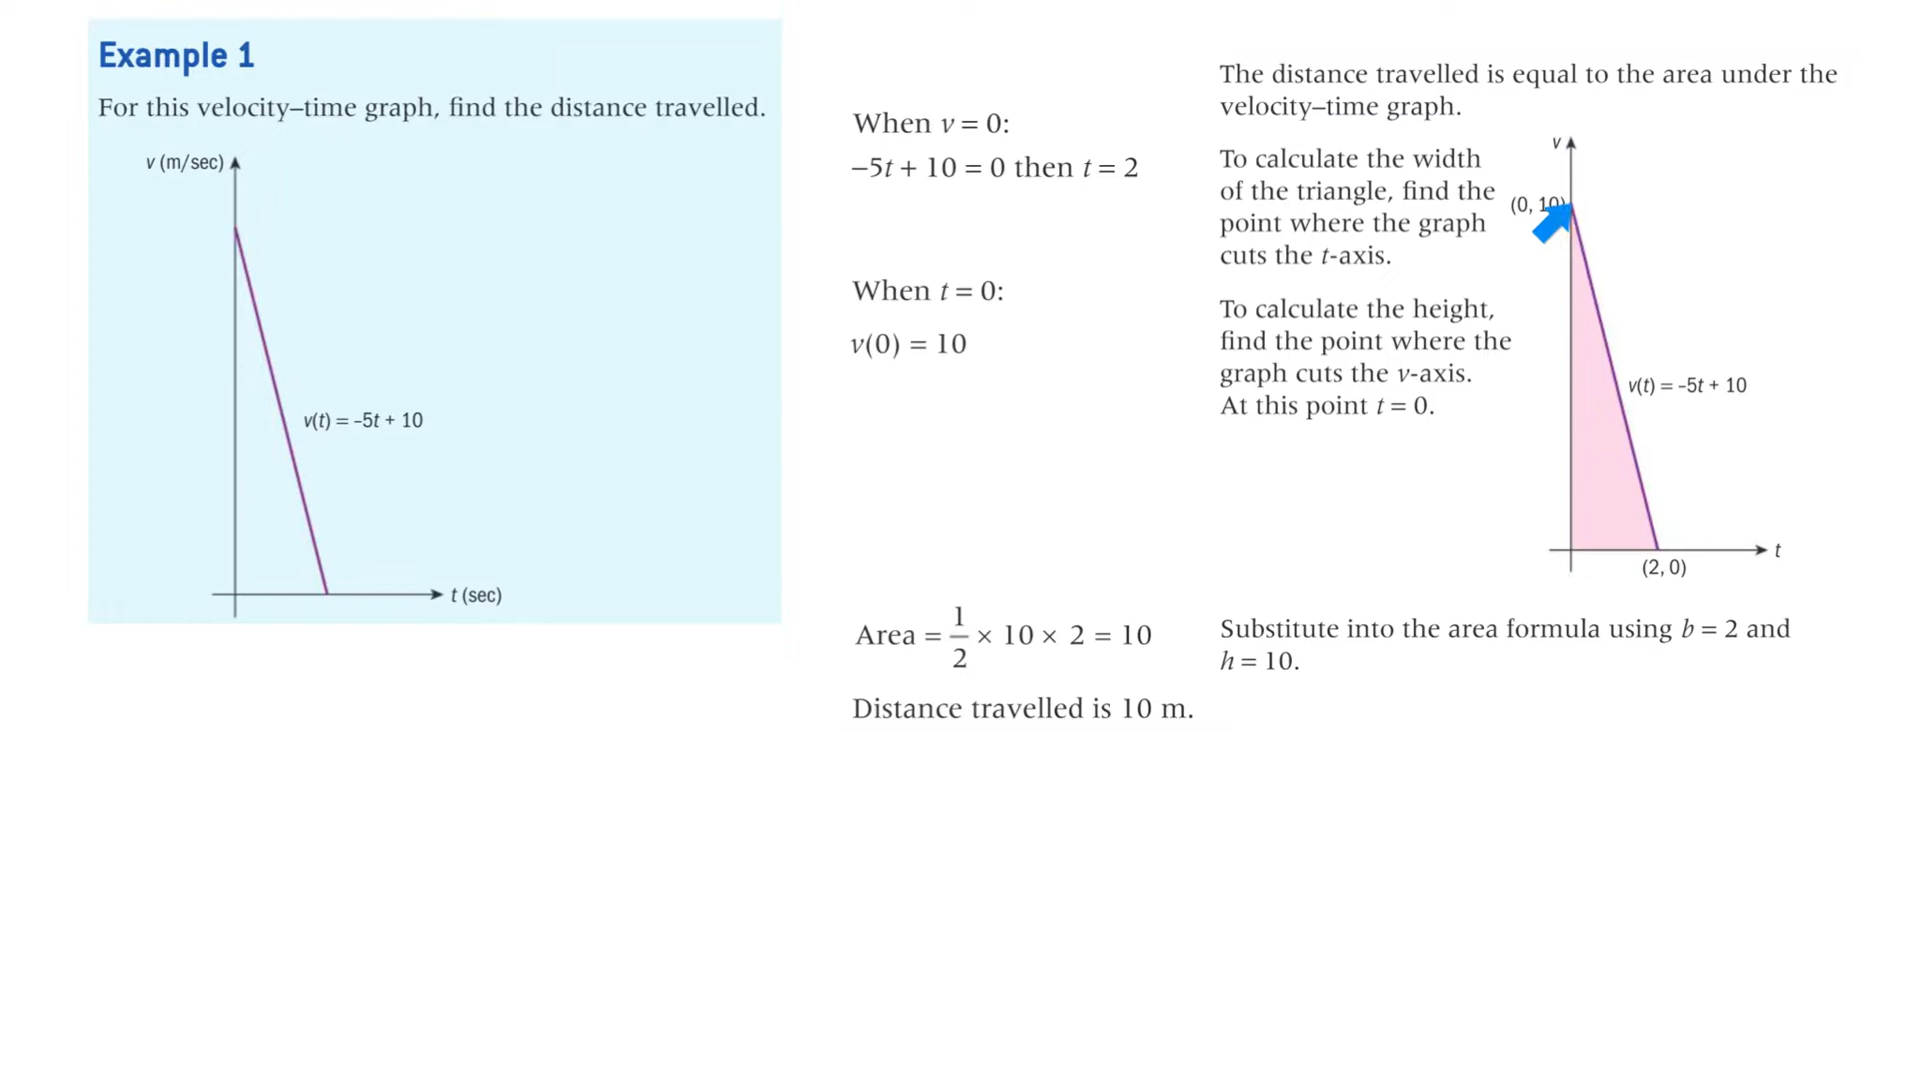 Example 1
For this velocity–time graph, find the distance travelled.
v (m/sec)
v(t) = –5t + 10
t (sec)
When v = 0:
−5t + 10 = 0 then t = 2
When t = 0:
v(0) = 10
Area = 1/2 × 10 × 2 = 10
Distance travelled is 10 m.
The distance travelled is equal to the area under the
velocity–time graph.
To calculate the width
of the triangle, find the
point where the graph
cuts the t-axis.
To calculate the height,
find the point where the
graph cuts the v-axis.
At this point t = 0.
v
(0, 10)
v(t) = –5t + 10
t
(2, 0)
Substitute into the area formula using b = 2 and
h = 10.